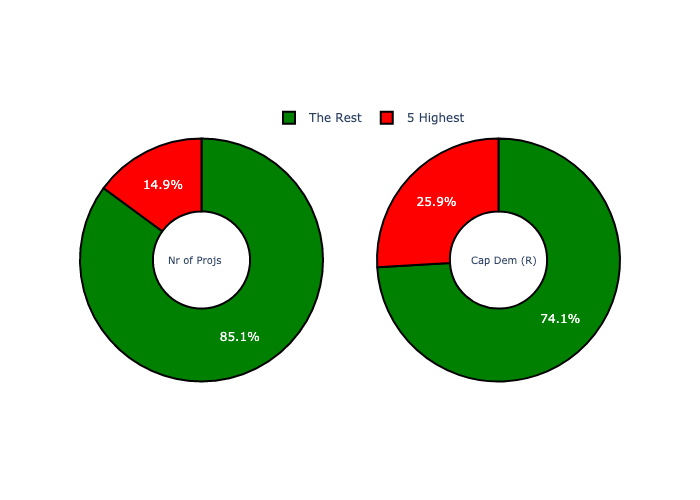 The Rest
5 Highest
14.9%
85.1%
Nr of Projs
25.9%
74.1%
Cap Dem (R)